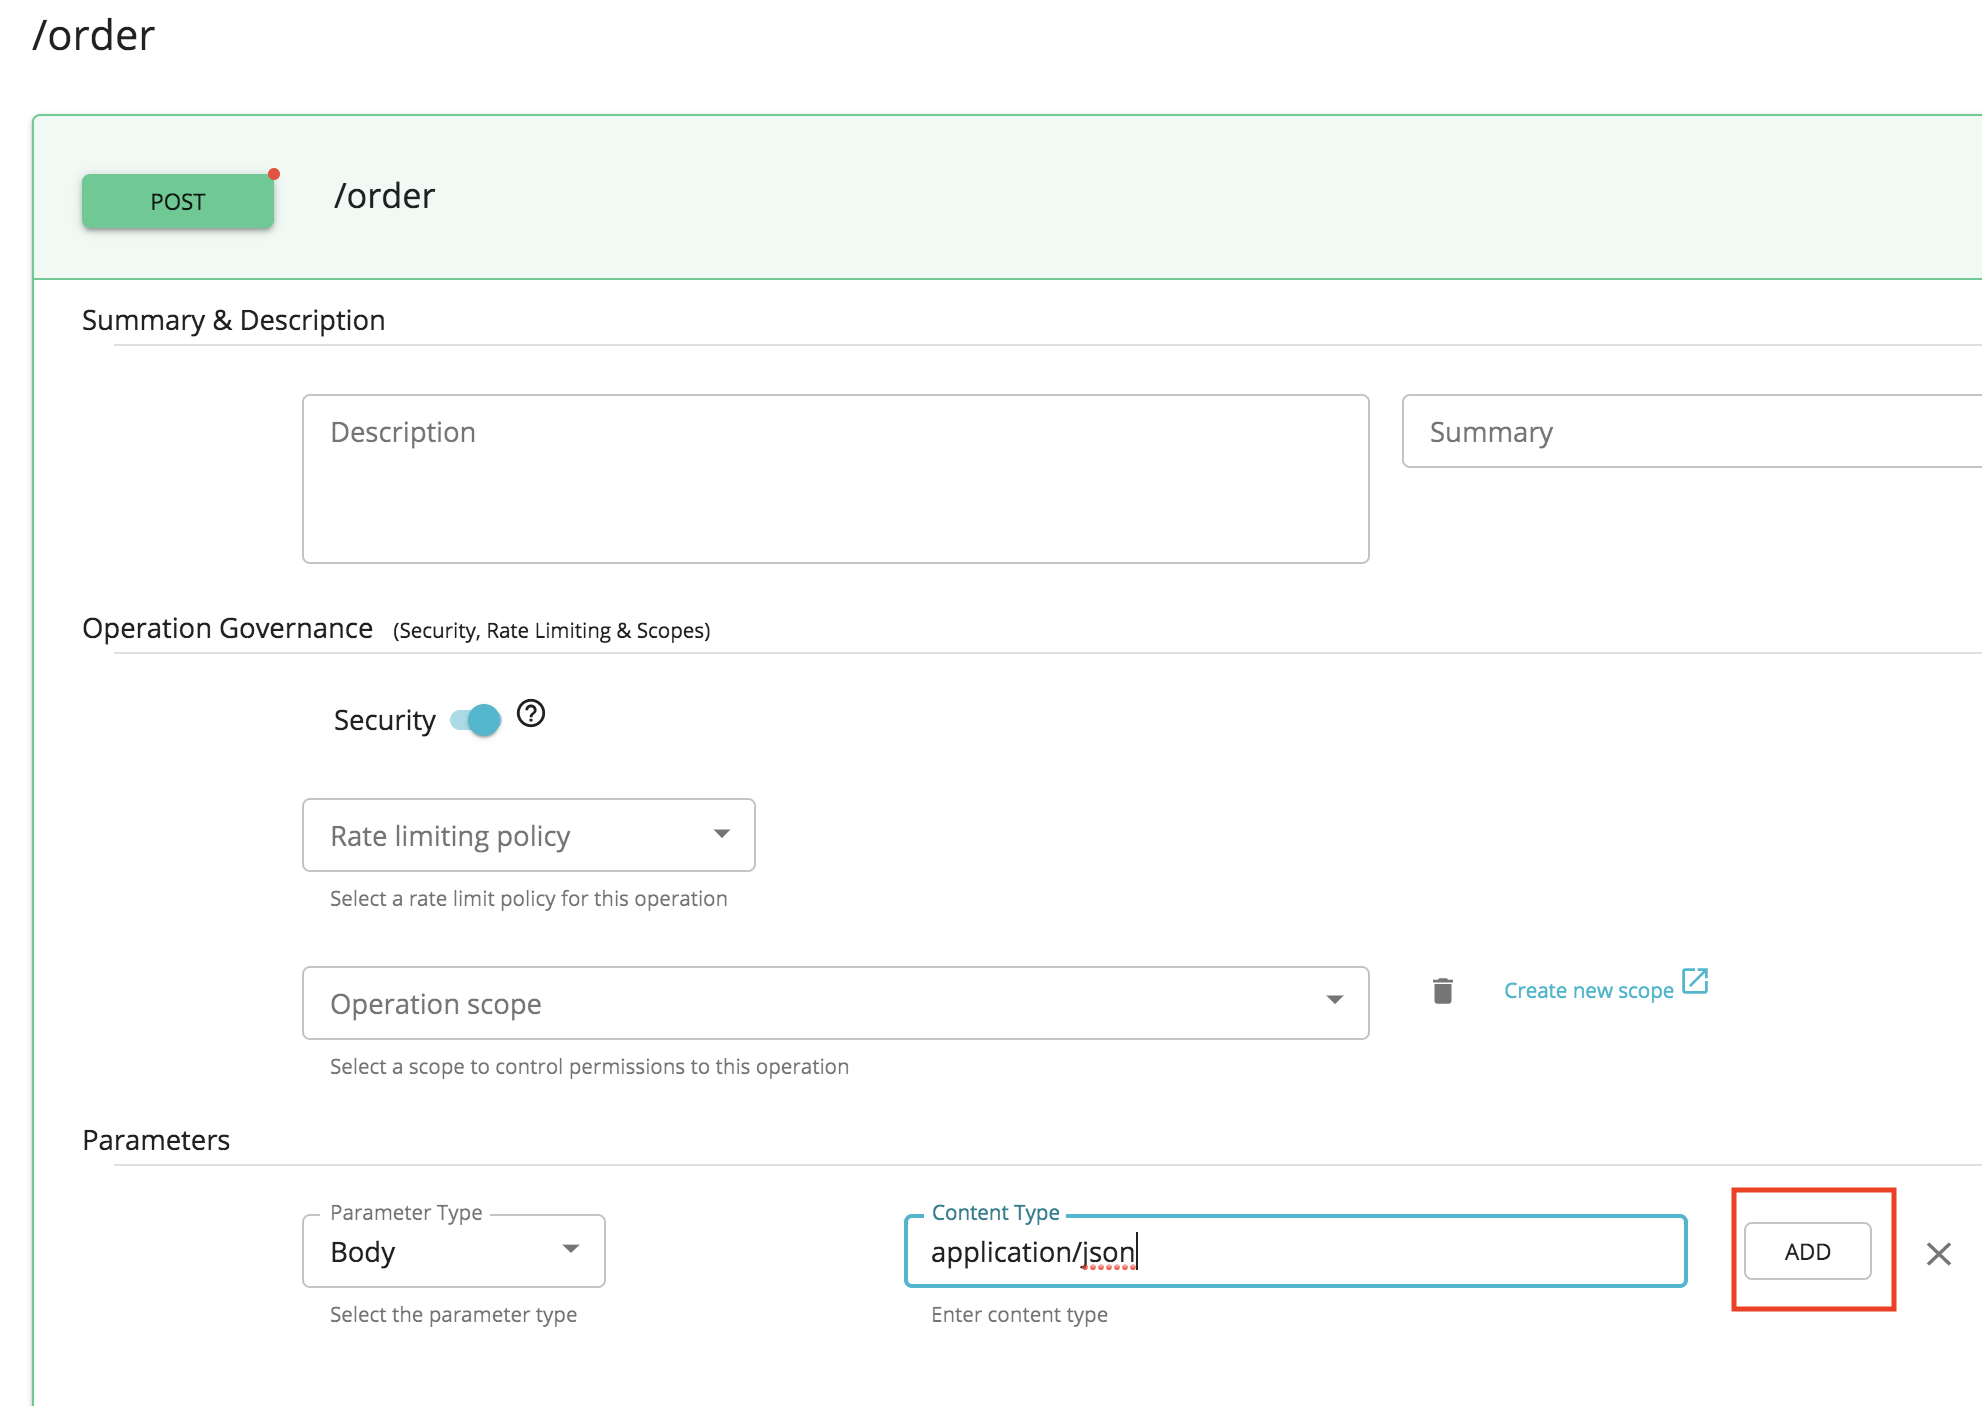 /order
POST
/order
Summary & Description
Description
Summary
Operation Governance (Security, Rate Limiting & Scopes)
Security
Rate limiting policy
Select a rate limit policy for this operation
Operation scope
Create new scope
Select a scope to control permissions to this operation
Parameters
Parameter Type
Content Type
Body
application/json
ADD
Select the parameter type
Enter content type